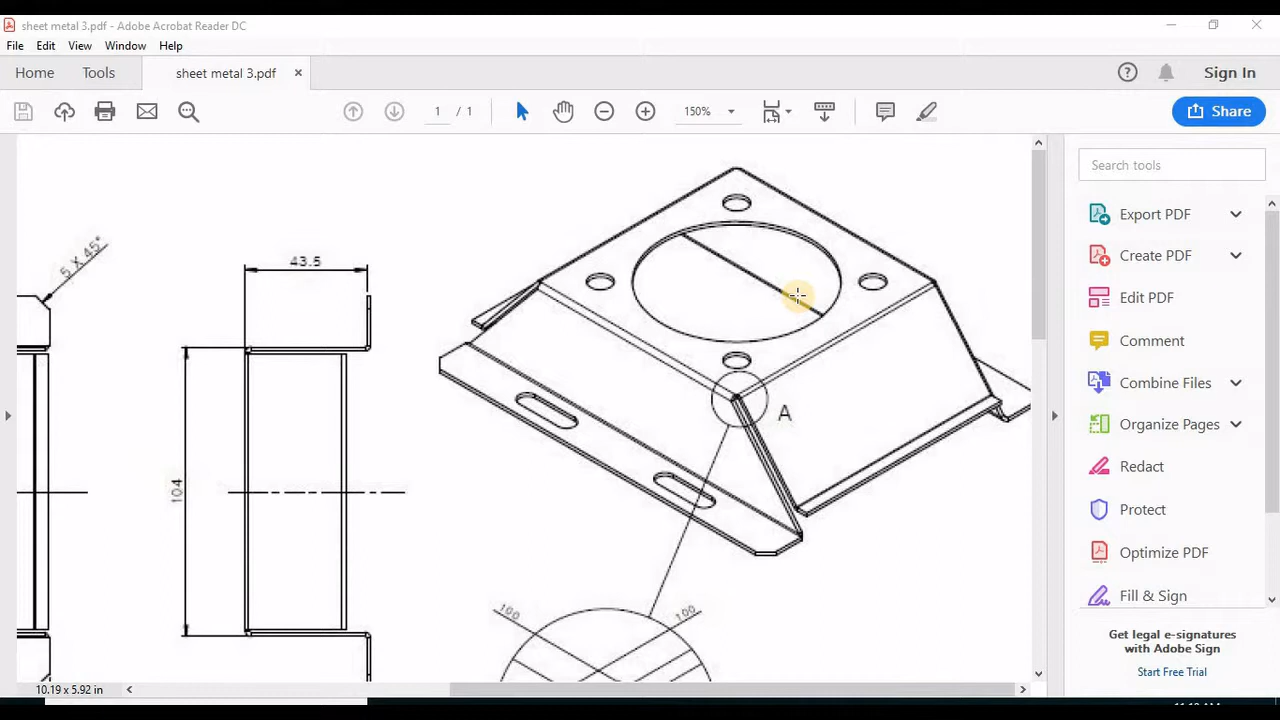 sheet metal 3.pdf - Adobe Acrobat Reader DC
File Edit View Window Help
Home Tools sheet metal 3.pdf × Sign In
1 / 1 150% Share
Search tools
Export PDF
Create PDF
Edit PDF
Comment
Combine Files
Organize Pages
Redact
Protect
Optimize PDF
Fill & Sign
Get legal e-signatures
with Adobe Sign
Start Free Trial
5 X 45°
43.5
104
A
100
100
10.19 x 5.92 in